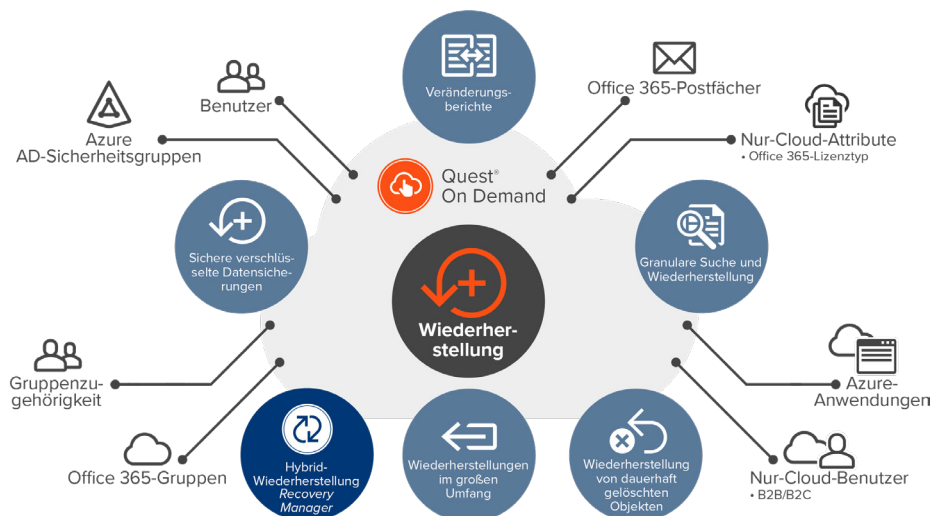 Veränderungs-
berichte
Benutzer
Office 365-Postfächer
Azure
AD-Sicherheitsgruppen
Nur-Cloud-Attribute
• Office 365-Lizenztyp
Quest®
On Demand
Sichere verschlüs-
selte Datensiche-
rungen
Granulare Suche und
Wiederherstellung
Wiederher-
stellung
Gruppenzu-
gehörigkeit
Azure-
Anwendungen
Office 365-Gruppen
Hybrid-
Wiederherstellung
Recovery
Manager
Wiederherstellungen
im großen
Umfang
Wiederherstellung
von dauerhaft
gelöschten
Objekten
Nur-Cloud-Benutzer
• B2B/B2C